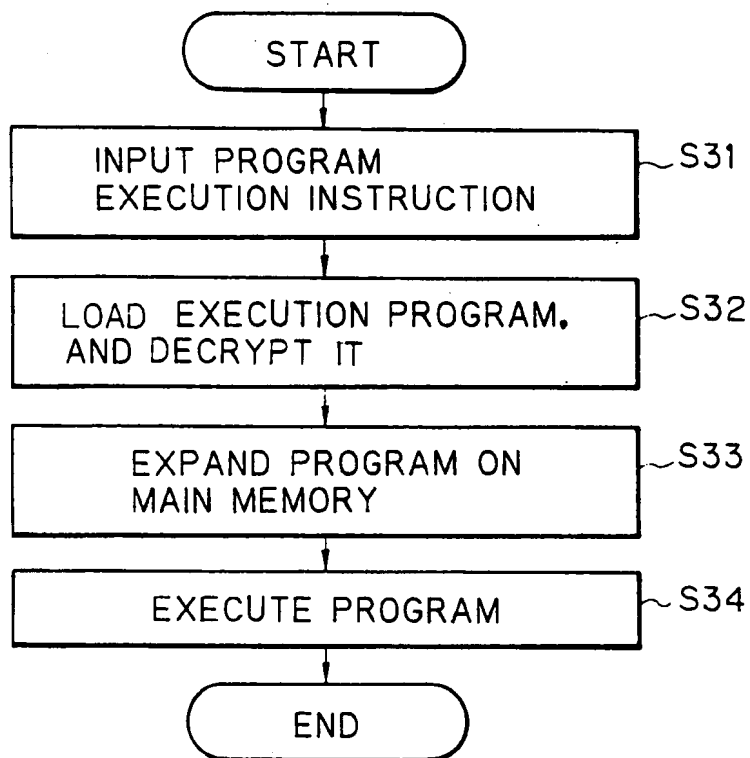 START
INPUT PROGRAM
EXECUTION INSTRUCTION
S31
LOAD EXECUTION PROGRAM.
AND DECRYPT IT
S32
EXPAND PROGRAM ON
MAIN MEMORY
S33
EXECUTE PROGRAM
S34
END